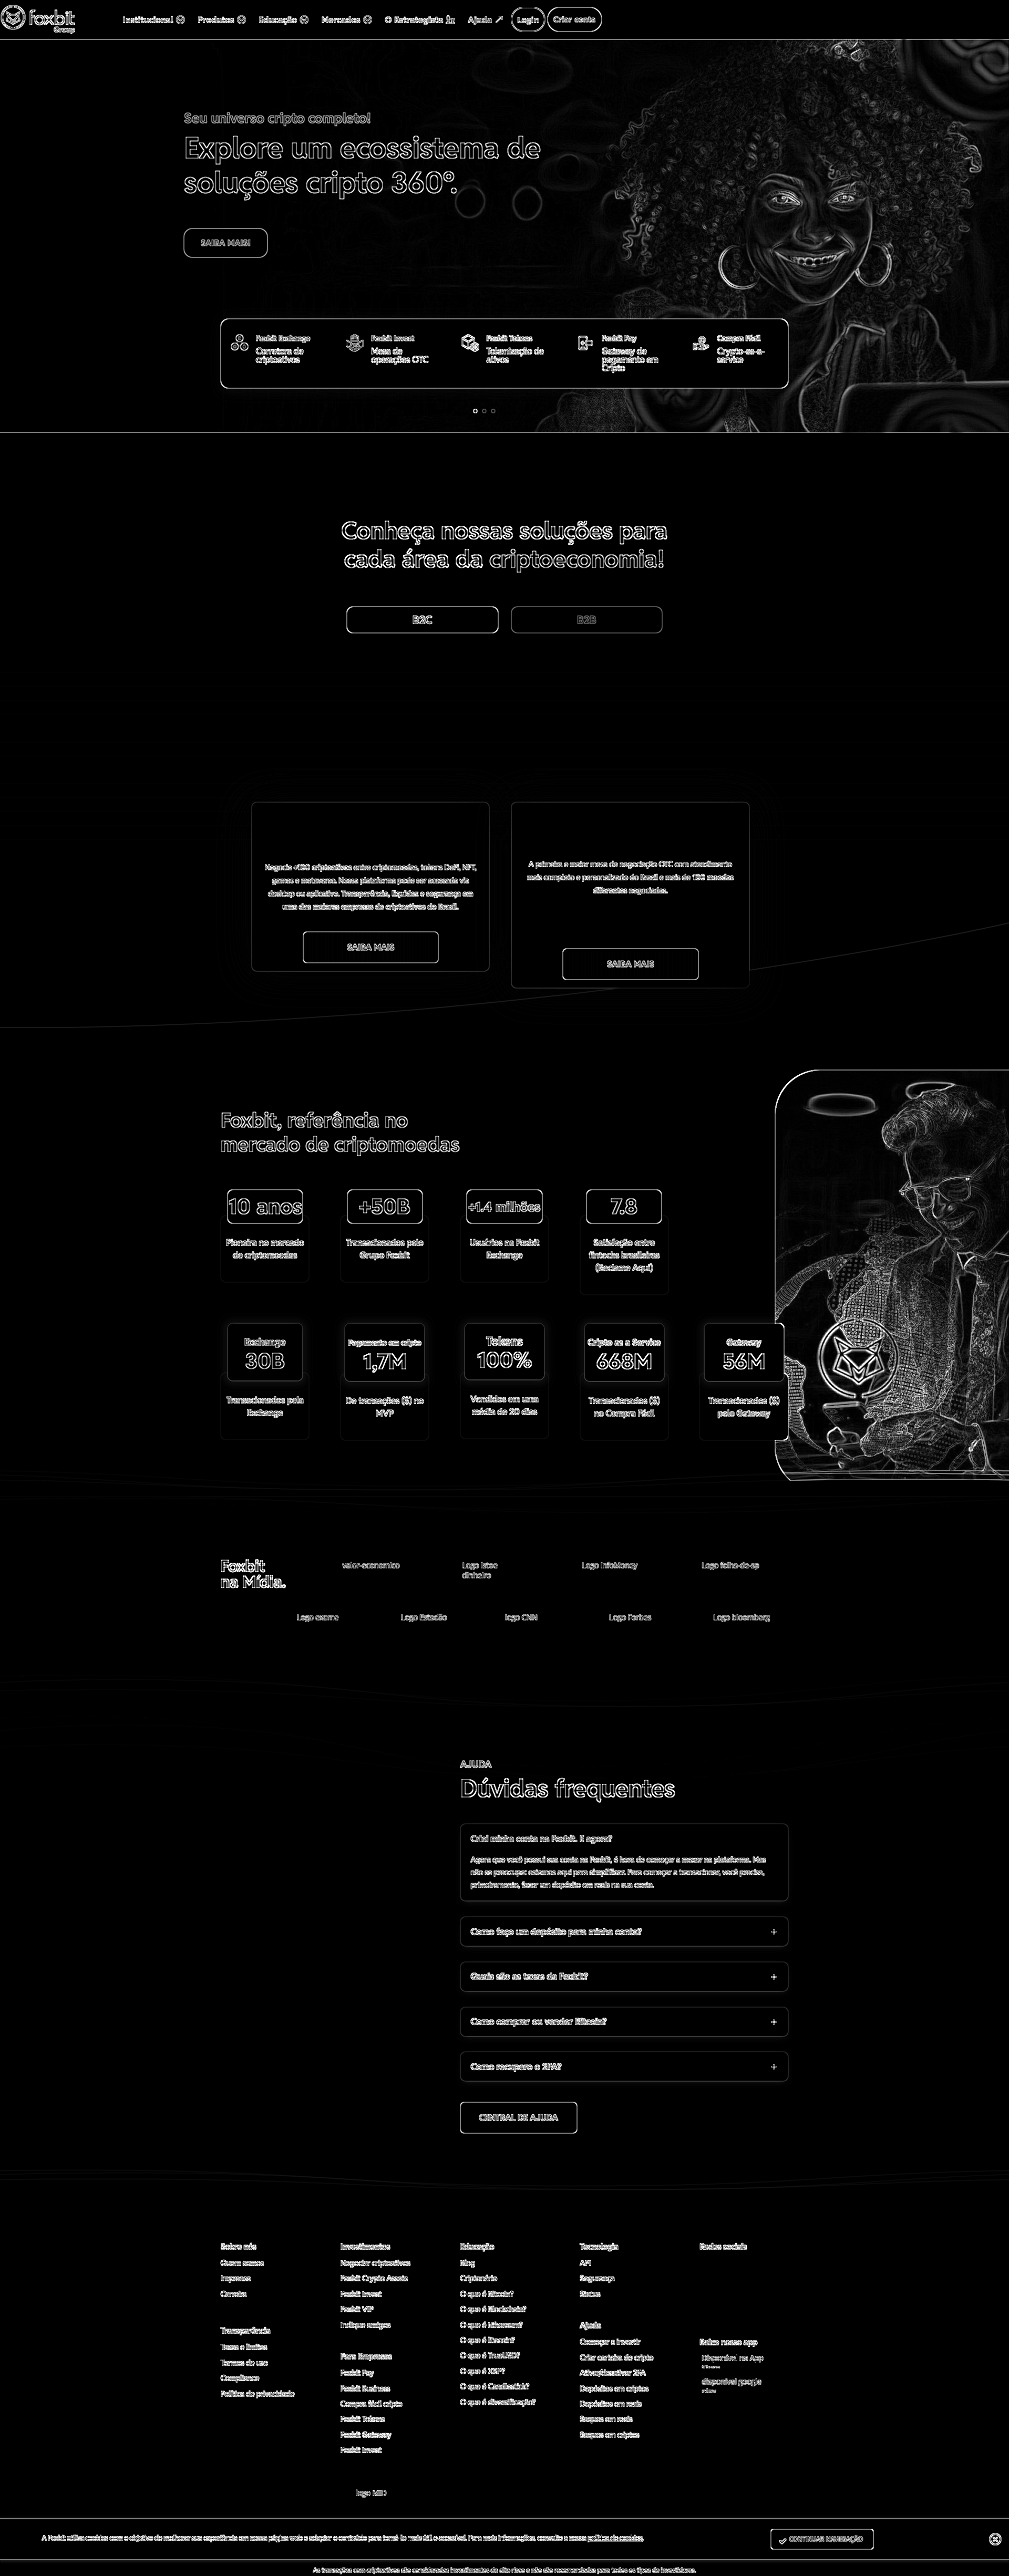 foxbit
Group
Institucional
Produtos
Educação
Mercados
O Estrategista
Ajuda
Login
Criar conta
Seu universo cripto completo!
Explore um ecossistema de
soluções cripto 360°.
SAIBA MAIS!
Foxbit Exchange
Corretora de
criptoativos
Foxbit Invest
Mesa de
operações OTC
Foxbit Tokens
Tokenização de
ativos
Foxbit Pay
Gateway de
pagamento em
Cripto
Compra Fácil
Crypto-as-a-
service
Conheça nossas soluções para
cada área da criptoeconomia!
B2C
B2B
Negocie +100 criptoativos entre criptomoedas, tokens DeFi, NFT,
games e metaverso. Nossa plataforma pode ser acessada via
desktop ou aplicativo. Transparência, liquidez e segurança em
uma das maiores empresas de criptoativos do Brasil.
SAIBA MAIS
A primeira e maior mesa de negociação OTC com atendimento
mais completo e personalizado do Brasil e mais de 100 moedas
diferentes negociadas.
SAIBA MAIS
Foxbit, referência no
mercado de criptomoedas
10 anos
Pioneira no mercado
de criptomoedas
+50B
Transacionados pelo
Grupo Foxbit
+1.4 milhões
Usuários na Foxbit
Exchange
7.8
Satisfação entre
fintechs brasileiras
(Reclame Aqui)
Exchange
30B
Transacionados pela
Exchange
Pagamento em cripto
1,7M
De transações ($) no
MVP
Tokens
100%
Vendidos em uma
média de 20 dias
Cripto as a Service
668M
Transacionados ($)
no Compra Fácil
Gateway
56M
Transacionados ($)
pelo Gateway
Foxbit
na Mídia.
valor-economico
Logo istoe
dinheiro
Logo InfoMoney
Logo folha-de-sp
Logo exame
Logo Estadão
logo CNN
Logo Forbes
Logo bloomberg
AJUDA
Dúvidas frequentes
Criei minha conta na Foxbit. E agora?
Agora que você possui sua conta na Foxbit, é hora de começar a mexer na plataforma. Mas
não se preocupe: estamos aqui para simplificar. Para começar a transacionar, você precisa,
primeiramente, fazer um depósito em reais na sua conta.
Como faço um depósito para minha conta?
Quais são as taxas da Foxbit?
Como comprar ou vender Bitcoin?
Como recupero o 2FA?
CENTRAL DE AJUDA
Sobre nós
Quem somos
Imprensa
Carreira
Transparência
Taxas e limites
Termos de uso
Compliance
Política de privacidade
Investimentos
Negociar criptoativos
Foxbit Crypto Assets
Foxbit Invest
Foxbit VIP
Indique amigos
Para Empresas
Foxbit Pay
Foxbit Business
Compra fácil cripto
Foxbit Tokens
Foxbit Gateway
Foxbit Invest
Educação
Blog
Criptonário
O que é Bitcoin?
O que é Blockchain?
O que é Ethereum?
O que é Litecoin?
O que é TrueUSD?
O que é XRP?
O que é Candlestick?
O que é diversificação?
Tecnologia
API
Segurança
Status
Ajuda
Começar a investir
Criar carteira de cripto
Ativar/desativar 2FA
Depósitos em criptos
Depósitos em reais
Saques em reais
Saques em criptos
Redes sociais
Baixe nosso app
Disponível na App
Store
disponível google
play
logo MID
A Foxbit utiliza cookies com o objetivo de melhorar sua experiência em nossas páginas web e adaptar o conteúdo para torná-lo mais útil e acessível. Para mais informações, consulte a nossa política de cookies.
CONTINUAR NAVEGAÇÃO
As transações com criptoativos são consideradas investimentos de alto risco e não são recomendadas para todos os tipos de investidores.